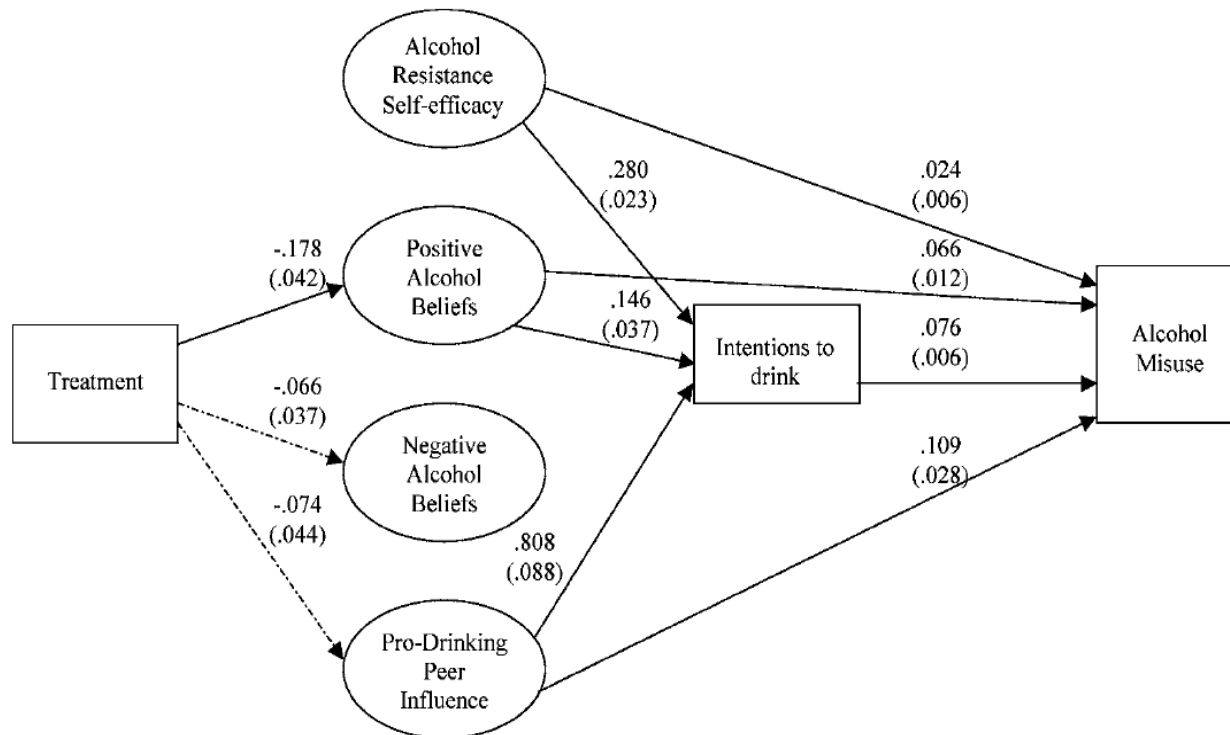 Alcohol
Resistance
Self-efficacy
.280
(.023)
.024
(.006)
-.178
(.042)
Positive
Alcohol
Beliefs
.066
(.012)
.146
(.037)
Treatment
Intentions to
drink
.076
(.006)
Alcohol
Misuse
-.066
(.037)
Negative
Alcohol
Beliefs
-.074
(.044)
.808
(.088)
.109
(.028)
Pro-Drinking
Peer
Influence